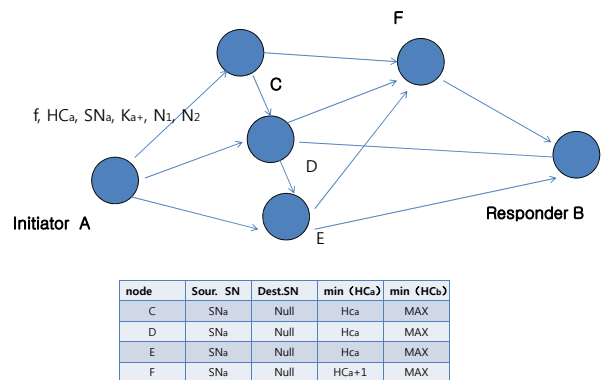 F
C
f, HCa, SNa, Ka+, N1, N2
D
Initiator A
Responder B
E
node Sour. SN Dest.SN min（HCa） min（HCb）
C SNa Null Hca MAX
D SNa Null Hca MAX
E SNa Null Hca MAX
F SNa Null HCa+1 MAX